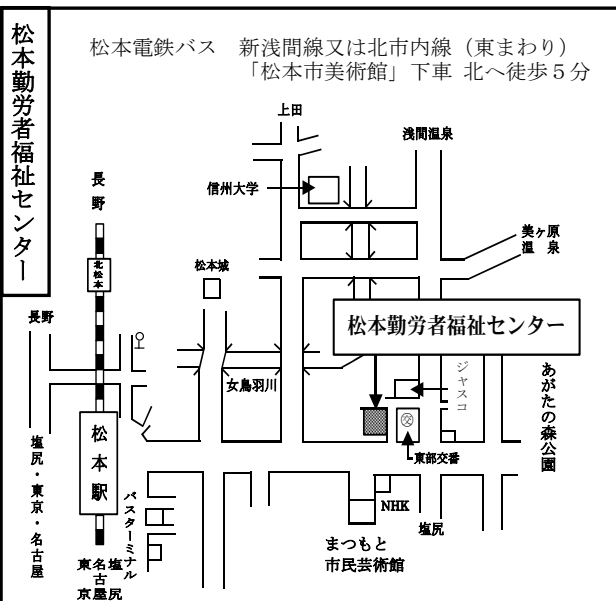 松本勤労者福祉センター
松本電鉄バス　新浅間線又は北市内線（東まわり）
「松本市美術館」下車 北へ徒歩５分
上田
浅間温泉
信州大学
長野
北松本
松本城
美ヶ原
温泉
長野
松本勤労者福祉センター
女鳥羽川
ジャスコ
あがたの森公園
交
東部交番
松本駅
塩尻・東京・名古屋
バスターミナル
NHK
塩尻
まつもと
市民芸術館
塩尻
名古屋
東京